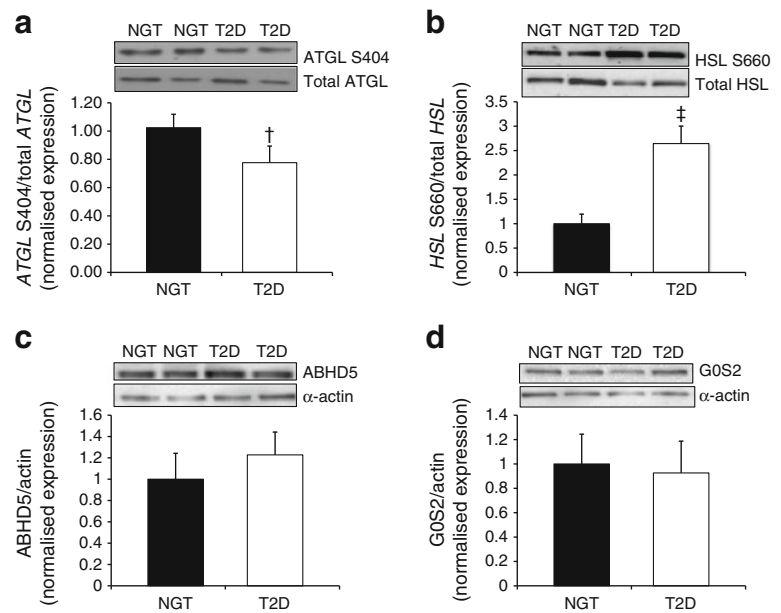 a
NGT NGT T2D T2D
ATGL S404
Total ATGL
1.20
1.00
0.80
0.60
0.40
0.20
0.00
†
ATGL S404/total ATGL
(normalised expression)
NGT T2D
b
NGT NGT T2D T2D
HSL S660
Total HSL
3.5
3
2.5
2
1.5
1
0.5
0
‡
HSL S660/total HSL
(normalised expression)
NGT T2D
c
NGT NGT T2D T2D
ABHD5
α-actin
1.6
1.4
1.2
1
0.8
0.6
0.4
0.2
0
ABHD5/actin
(normalised expression)
NGT T2D
d
NGT NGT T2D T2D
G0S2
α-actin
1.6
1.4
1.2
1
0.8
0.6
0.4
0.2
0
G0S2/actin
(normalised expression)
NGT T2D